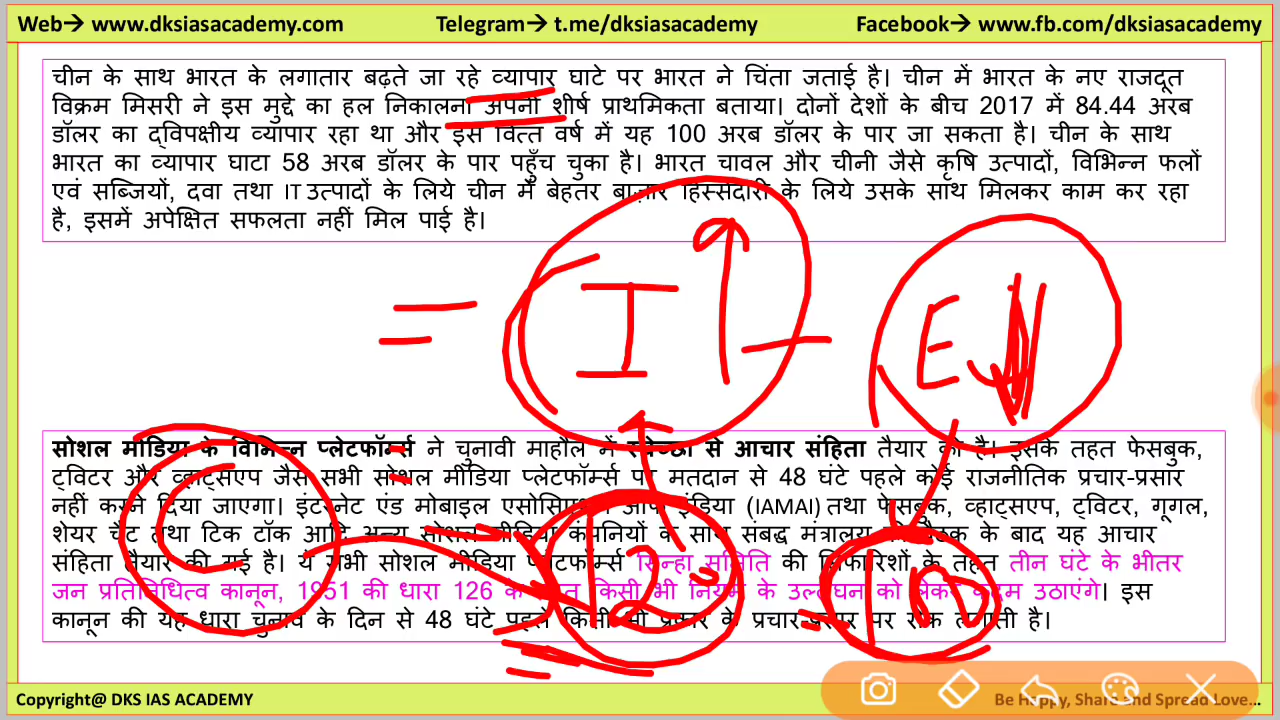 Web→ www.dksiasacademy.com Telegram→ t.me/dksiasacademy Facebook→ www.fb.com/dksiasacademy
चीन के साथ भारत के लगातार बढ़ते जा रहे व्यापार घाटे पर भारत ने चिंता जताई है। चीन में भारत के नए राजदूत
विक्रम मिसरी ने इस मुद्दे का हल निकालना अपनी शीर्ष प्राथमिकता बताया। दोनों देशों के बीच 2017 में 84.44 अरब
डॉलर का द्विपक्षीय व्यापार रहा था और इस वित्त वर्ष में यह 100 अरब डॉलर के पार जा सकता है। चीन के साथ
भारत का व्यापार घाटा 58 अरब डॉलर के पार पहुँच चुका है। भारत चावल और चीनी जैसे कृषि उत्पादों, विभिन्न फलों
एवं सब्जियों, दवा तथा IT उत्पादों के लिये चीन में बेहतर बाज़ार हिस्सेदारी के लिये उसके साथ मिलकर काम कर रहा
है, इसमें अपेक्षित सफलता नहीं मिल पाई है।
= I ↑ – E ↓
सोशल मीडिया के विभिन्न प्लेटफॉर्म्स ने चुनावी माहौल में स्वेच्छा से आचार संहिता तैयार की है। इसके तहत फेसबुक,
ट्विटर और व्हाट्सएप जैसे सभी सोशल मीडिया प्लेटफॉर्म्स पर मतदान से 48 घंटे पहले कोई राजनीतिक प्रचार-प्रसार
नहीं करने दिया जाएगा। इंटरनेट एंड मोबाइल एसोसिएशन ऑफ इंडिया (IAMAI) तथा फेसबुक, व्हाट्सएप, ट्विटर, गूगल,
शेयर चैट तथा टिक टॉक आदि अन्य सोशल मीडिया कंपनियों के साथ संबद्ध मंत्रालय की बैठक के बाद यह आचार
संहिता तैयार की गई है। ये सभी सोशल मीडिया प्लेटफॉर्म्स सिन्हा समिति की सिफारिशों के तहत तीन घंटे के भीतर
जन प्रतिनिधित्व कानून, 1951 की धारा 126 के तहत किसी भी नियम के उल्लंघन को लेकर कदम उठाएंगे। इस
कानून की यह धारा चुनाव के दिन से 48 घंटे पहले किसी भी प्रकार के प्रचार-प्रसार पर रोक लगाती है।
Copyright@ DKS IAS ACADEMY Be Happy, Share and Spread Love...